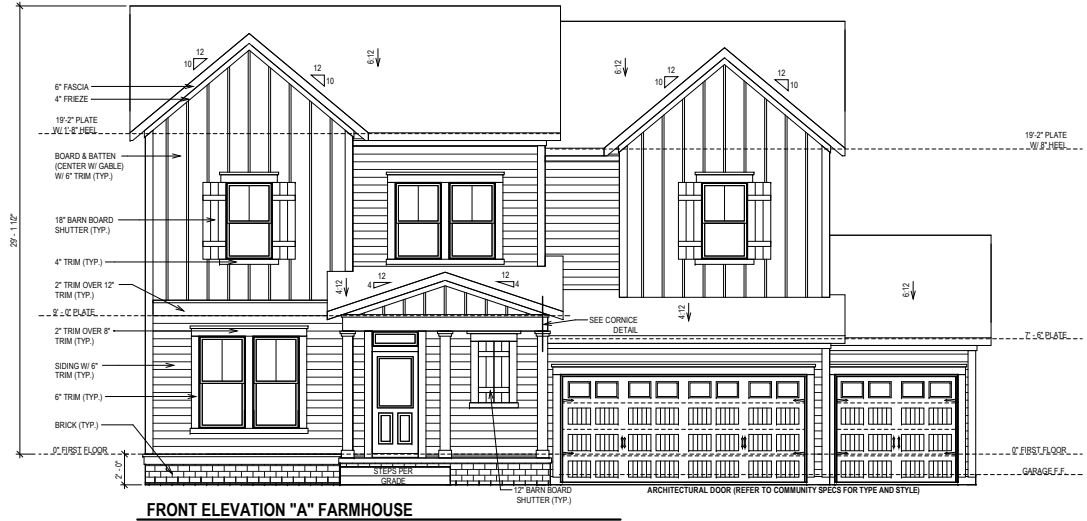 12
10
12
10
6:12
6:12
12
10
12
10
6" FASCIA
4" FRIEZE
19'-2" PLATE
W/ 1'-8" HEEL
19'-2" PLATE
W/ 8" HEEL
BOARD & BATTEN
(CENTER W/ GABLE)
W/ 6" TRIM (TYP.)
18" BARN BOARD
SHUTTER (TYP.)
29' - 1 1/2"
4" TRIM (TYP.)
2" TRIM OVER 12"
TRIM (TYP.)
4:12
12
4
12
4
4:12
6:12
9' - 0" PLATE
SEE CORNICE
DETAIL
2" TRIM OVER 8"
TRIM (TYP.)
7' - 6" PLATE
SIDING W/ 6"
TRIM (TYP.)
6" TRIM (TYP.)
BRICK (TYP.)
0" FIRST FLOOR
0" FIRST FLOOR
2' - 0"
STEPS PER
GRADE
GARAGE F.F.
12" BARN BOARD
SHUTTER (TYP.)
ARCHITECTURAL DOOR (REFER TO COMMUNITY SPECS FOR TYPE AND STYLE)
FRONT ELEVATION "A" FARMHOUSE